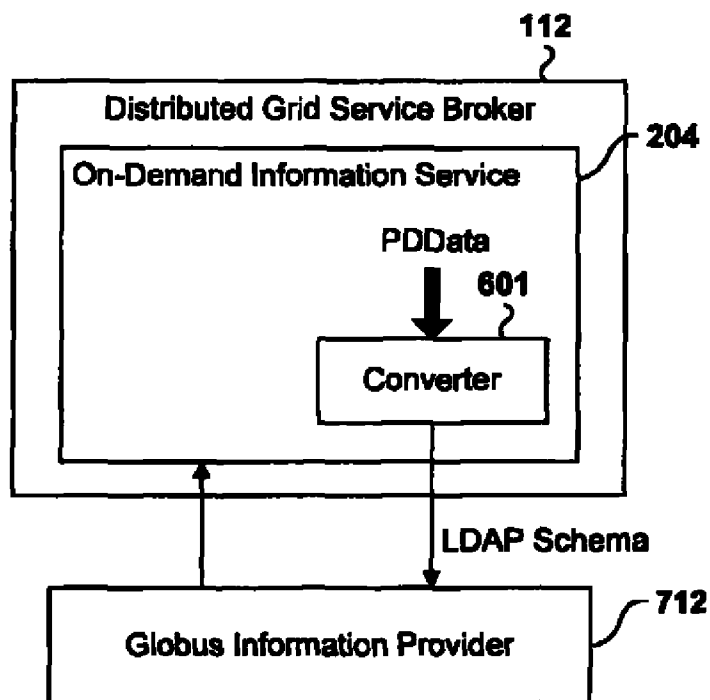 112
Distributed Grid Service Broker
204
On-Demand Information Service
PDData
601
Converter
LDAP Schema
712
Globus Information Provider